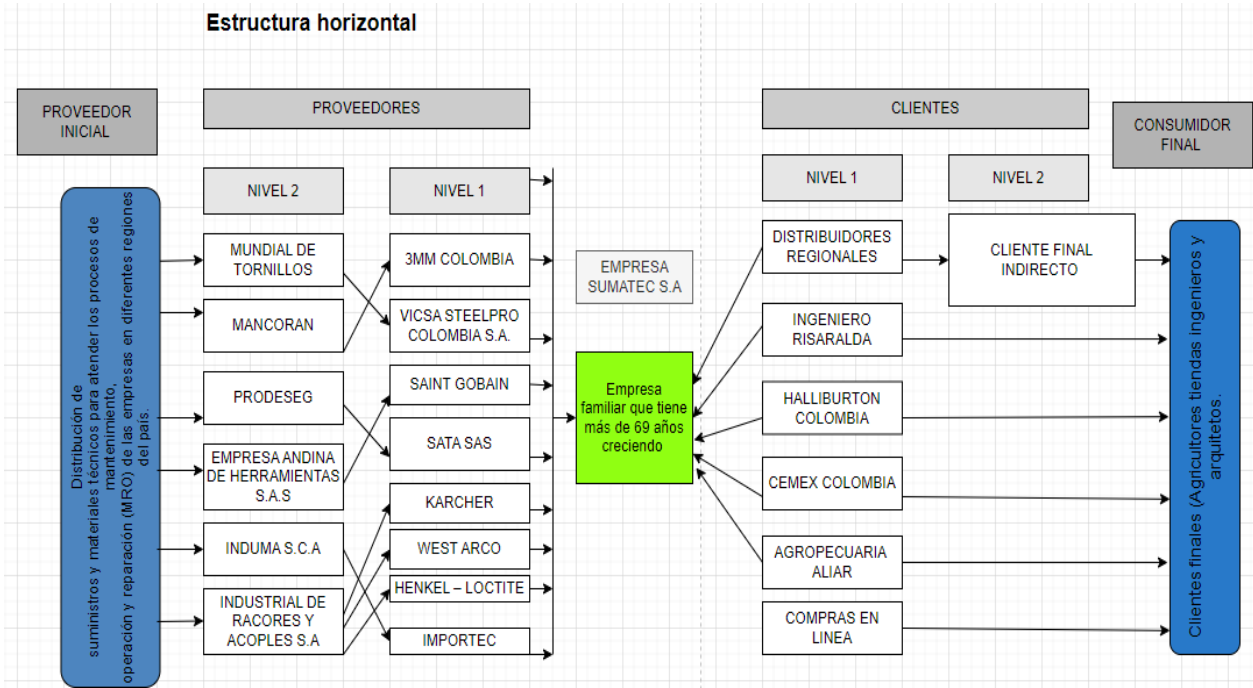 Estructura horizontal
PROVEEDOR
INICIAL
PROVEEDORES
CLIENTES
CONSUMIDOR
FINAL
NIVEL 2
NIVEL 1
NIVEL 1
NIVEL 2
Distribución de
suministros y materiales técnicos para atender los procesos de
mantenimiento,
operación y reparación (MRO) de las empresas en diferentes regiones
del país.
MUNDIAL DE
TORNILLOS
MANCORAN
PRODESEG
EMPRESA ANDINA
DE HERRAMIENTAS
S.A.S
INDUMA S.C.A
INDUSTRIAL DE
RACORES Y
ACOPLES S.A
3MM COLOMBIA
VICSA STEELPRO
COLOMBIA S.A.
SAINT GOBAIN
SATA SAS
KARCHER
WEST ARCO
HENKEL – LOCTITE
IMPORTEC
EMPRESA
SUMATEC S.A
Empresa
familiar que tiene
más de 69 años
creciendo
DISTRIBUIDORES
REGIONALES
INGENIERO
RISARALDA
HALLIBURTON
COLOMBIA
CEMEX COLOMBIA
AGROPECUARIA
ALIAR
COMPRAS EN
LINEA
CLIENTE FINAL
INDIRECTO
Clientes finales (Agricultores tiendas ingenieros y
arquitetos.